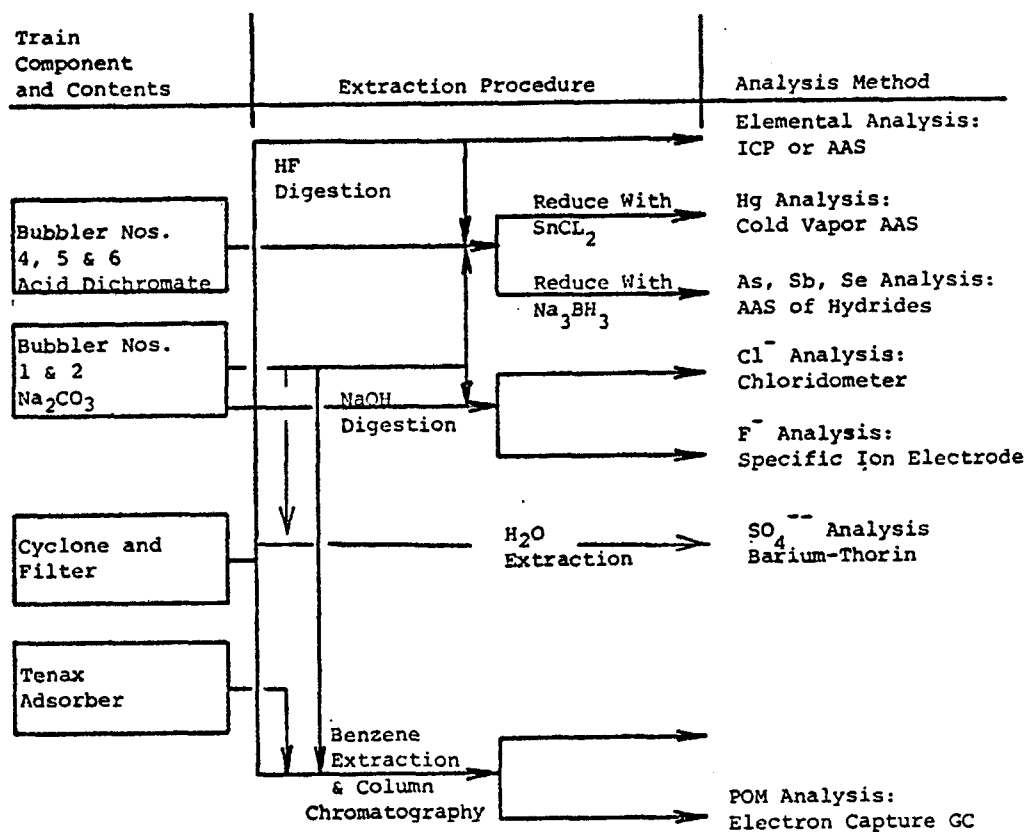 Train
Component
and Contents
Extraction Procedure
Analysis Method
HF
Digestion
Elemental Analysis:
ICP or AAS
Bubbler Nos.
4, 5 & 6
Acid Dichromate
Reduce With
SnCL₂
Hg Analysis:
Cold Vapor AAS
Reduce With
Na₃BH₃
As, Sb, Se Analysis:
AAS of Hydrides
Bubbler Nos.
1 & 2
Na₂CO₃
NaOH
Digestion
Cl⁻ Analysis:
Chloridometer
F⁻ Analysis:
Specific Ion Electrode
Cyclone and
Filter
H₂O
Extraction
SO₄⁻⁻ Analysis
Barium-Thorin
Tenax
Adsorber
Benzene
Extraction
& Column
Chromatography
POM Analysis:
Electron Capture GC